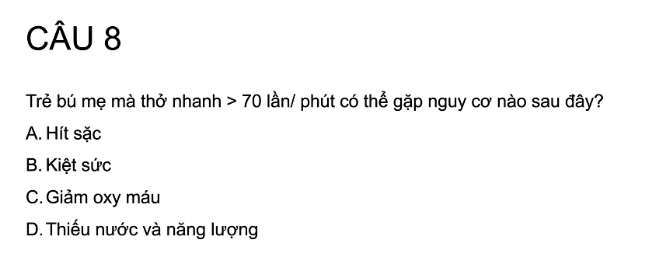 CÂU 8
Trẻ bú mẹ mà thở nhanh > 70 lần/ phút có thể gặp nguy cơ nào sau đây?
A. Hít sặc
B. Kiệt sức
C. Giảm oxy máu
D. Thiếu nước và năng lượng